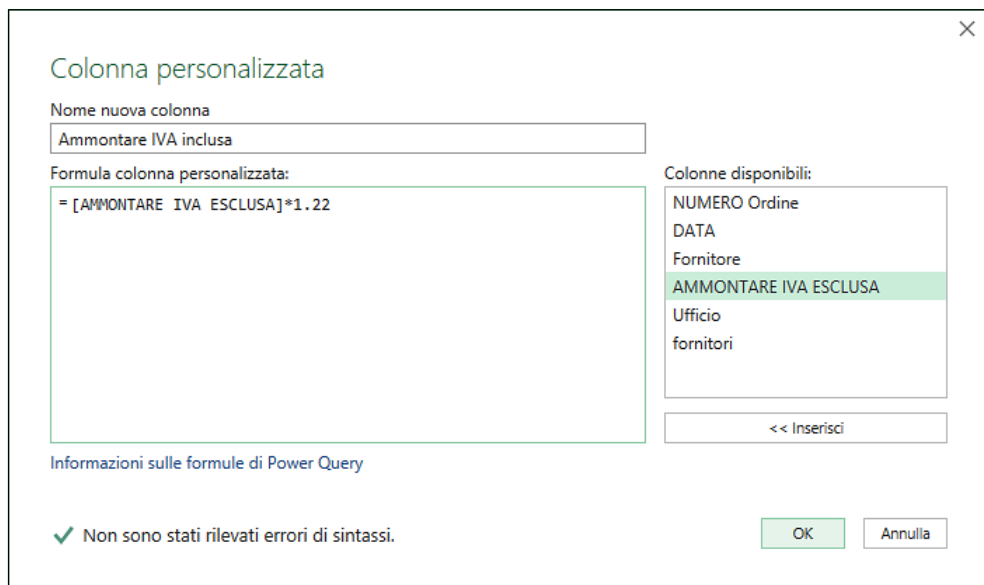 Colonna personalizzata
Nome nuova colonna
Ammontare IVA inclusa
Formula colonna personalizzata:
= [AMMONTARE IVA ESCLUSA]*1.22
Colonne disponibili:
NUMERO Ordine
DATA
Fornitore
AMMONTARE IVA ESCLUSA
Ufficio
fornitori
<< Inserisci
Informazioni sulle formule di Power Query
Non sono stati rilevati errori di sintassi.
OK
Annulla